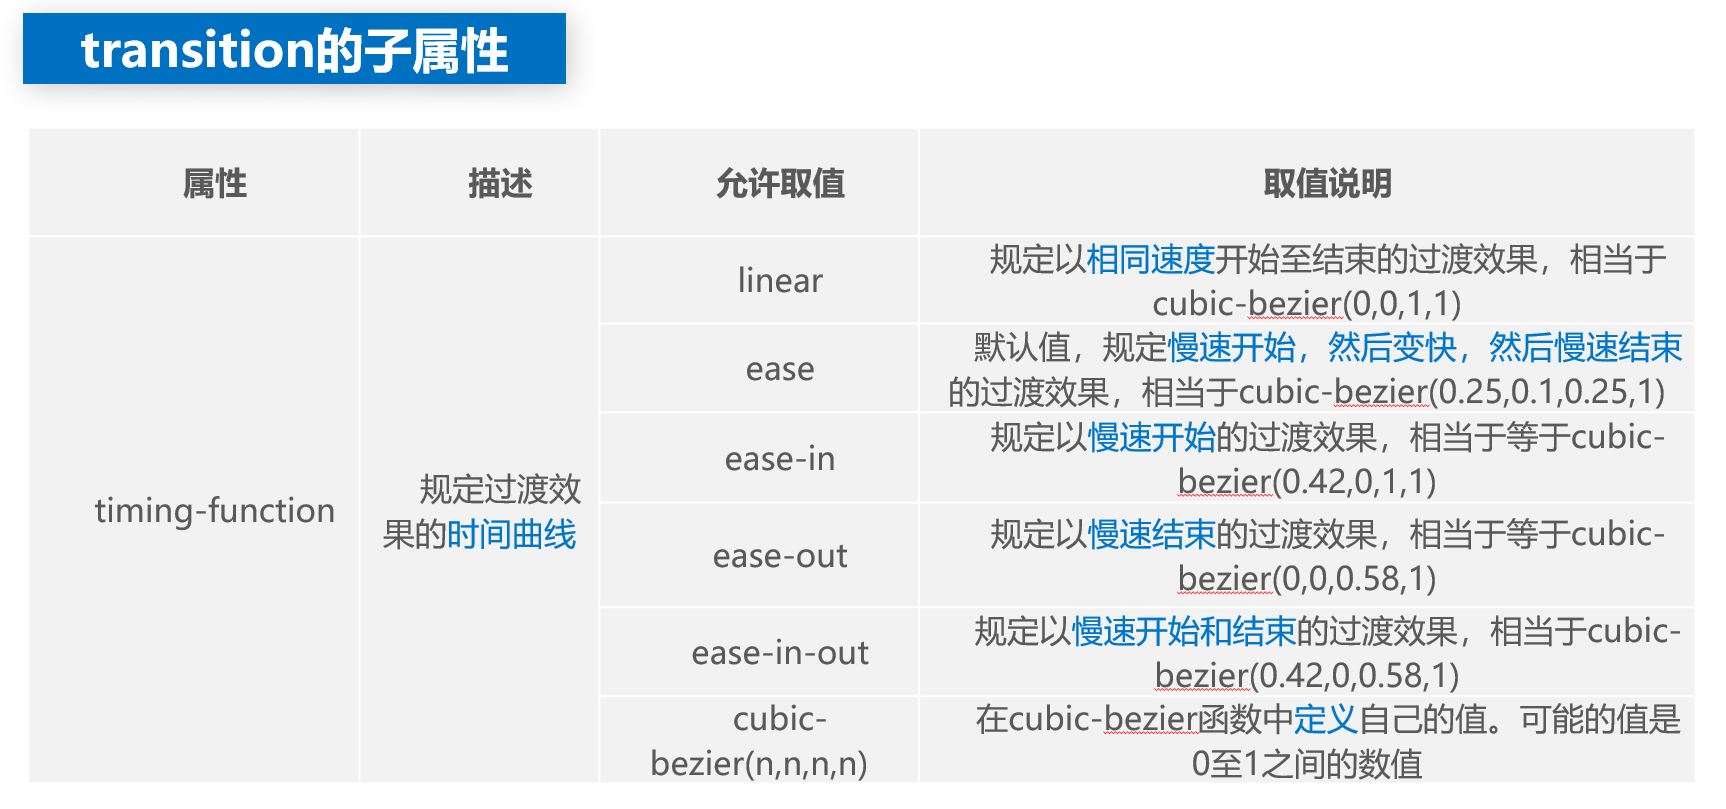 transition的子属性
属性
描述
允许取值
取值说明
timing-function
规定过渡效
果的时间曲线
linear
规定以相同速度开始至结束的过渡效果，相当于
cubic-bezier(0,0,1,1)
ease
默认值，规定慢速开始，然后变快，然后慢速结束
的过渡效果，相当于cubic-bezier(0.25,0.1,0.25,1)
ease-in
规定以慢速开始的过渡效果，相当于等于cubic-
bezier(0.42,0,1,1)
ease-out
规定以慢速结束的过渡效果，相当于等于cubic-
bezier(0,0,0.58,1)
ease-in-out
规定以慢速开始和结束的过渡效果，相当于cubic-
bezier(0.42,0,0.58,1)
cubic-
bezier(n,n,n,n)
在cubic-bezier函数中定义自己的值。可能的值是
0至1之间的数值